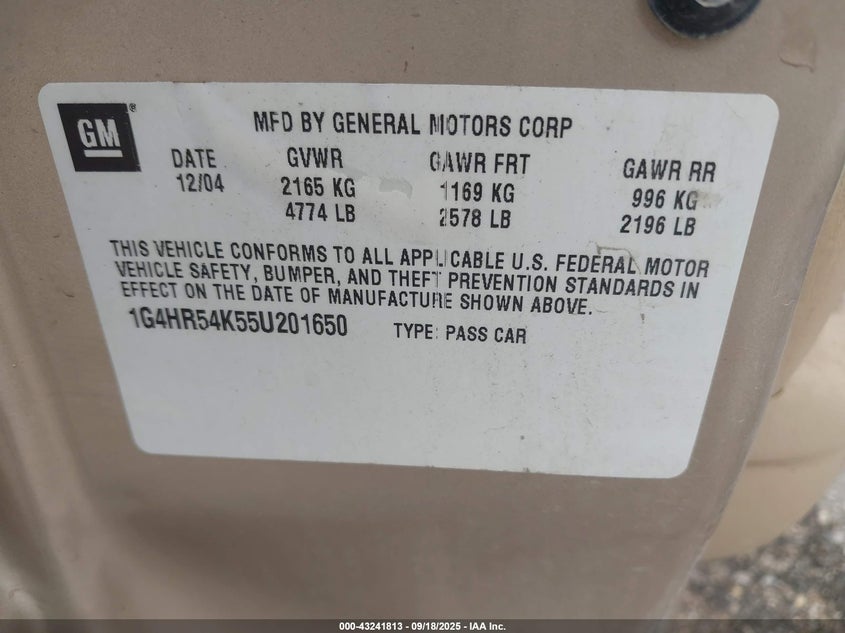 GM®
MFD BY GENERAL MOTORS CORP
DATE GVWR GAWR FRT GAWR RR
12/04 2165 KG 1169 KG 996 KG
4774 LB 2578 LB 2196 LB
THIS VEHICLE CONFORMS TO ALL APPLICABLE U.S. FEDERAL MOTOR
VEHICLE SAFETY, BUMPER, AND THEFT PREVENTION STANDARDS IN
EFFECT ON THE DATE OF MANUFACTURE SHOWN ABOVE.
1G4HR54K55U201650 TYPE: PASS CAR
000-43241813 - 09/18/2025 - IAA Inc.